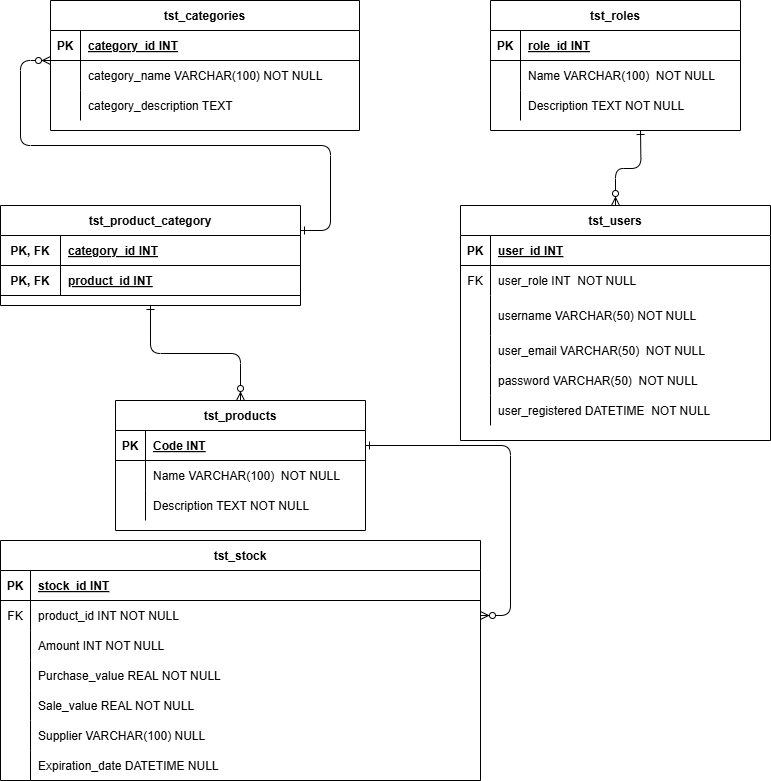 tst_categories
PK category_id INT
category_name VARCHAR(100) NOT NULL
category_description TEXT
tst_roles
PK role_id INT
Name VARCHAR(100) NOT NULL
Description TEXT NOT NULL
tst_product_category
PK, FK category_id INT
PK, FK product_id INT
tst_users
PK user_id INT
FK user_role INT NOT NULL
username VARCHAR(50) NOT NULL
user_email VARCHAR(50) NOT NULL
password VARCHAR(50) NOT NULL
user_registered DATETIME NOT NULL
tst_products
PK Code INT
Name VARCHAR(100) NOT NULL
Description TEXT NOT NULL
tst_stock
PK stock_id INT
FK product_id INT NOT NULL
Amount INT NOT NULL
Purchase_value REAL NOT NULL
Sale_value REAL NOT NULL
Supplier VARCHAR(100) NULL
Expiration_date DATETIME NULL